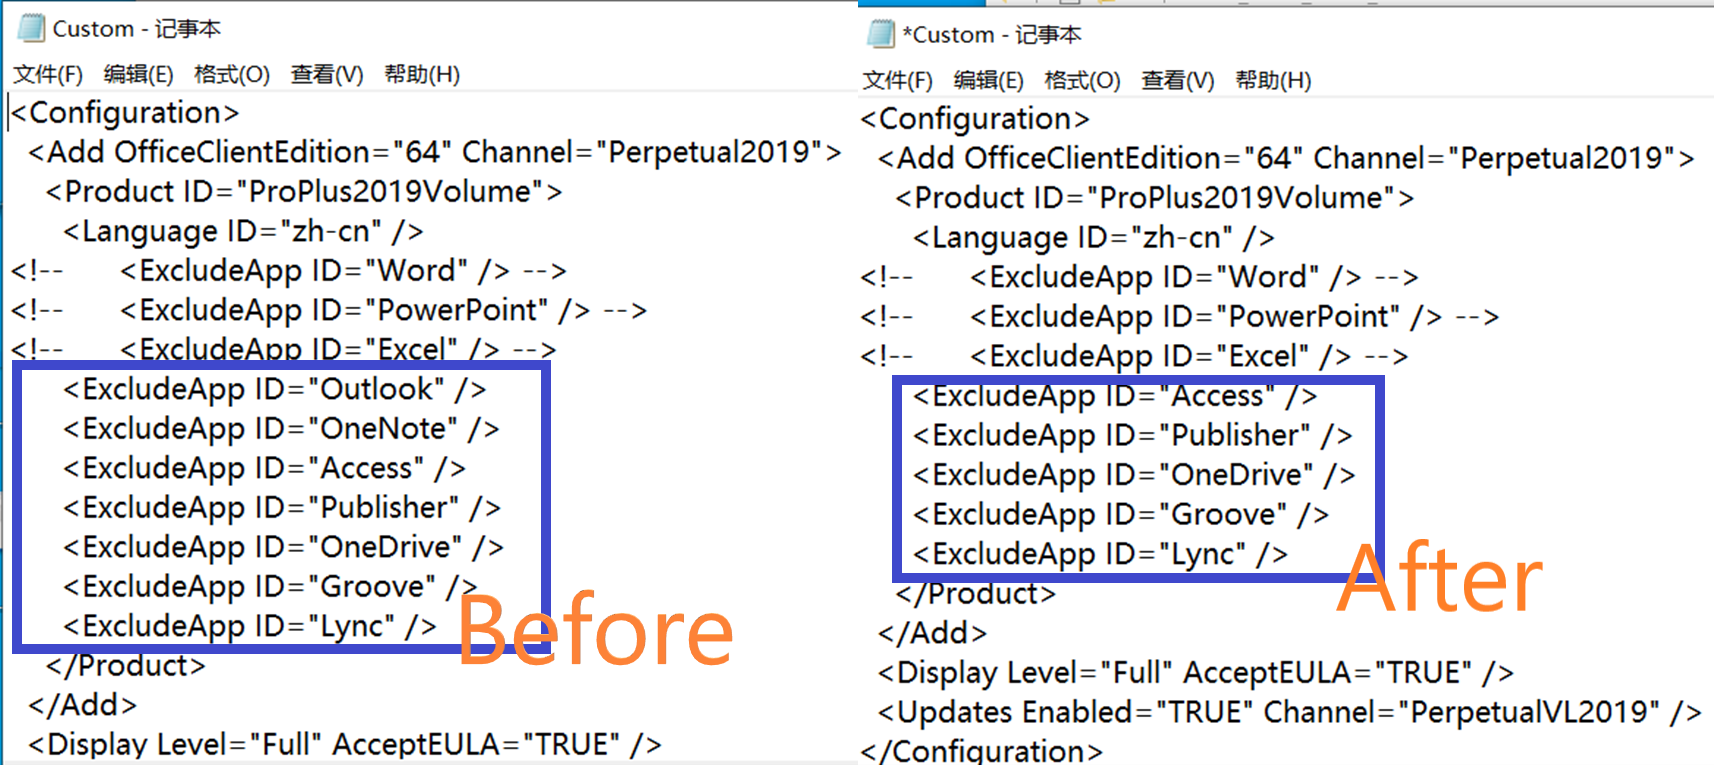 Custom - 记事本
文件(F) 编辑(E) 格式(O) 查看(V) 帮助(H)
<Configuration>
<Add OfficeClientEdition="64" Channel="Perpetual2019">
<Product ID="ProPlus2019Volume">
<Language ID="zh-cn" />
<!-- <ExcludeApp ID="Word" /> -->
<!-- <ExcludeApp ID="PowerPoint" /> -->
<!-- <ExcludeApp ID="Excel" /> -->
<ExcludeApp ID="Outlook" />
<ExcludeApp ID="OneNote" />
<ExcludeApp ID="Access" />
<ExcludeApp ID="Publisher" />
<ExcludeApp ID="OneDrive" />
<ExcludeApp ID="Groove" />
<ExcludeApp ID="Lync" />
Before
</Product>
</Add>
<Display Level="Full" AcceptEULA="TRUE" />
*Custom - 记事本
文件(F) 编辑(E) 格式(O) 查看(V) 帮助(H)
<Configuration>
<Add OfficeClientEdition="64" Channel="Perpetual2019">
<Product ID="ProPlus2019Volume">
<Language ID="zh-cn" />
<!-- <ExcludeApp ID="Word" /> -->
<!-- <ExcludeApp ID="PowerPoint" /> -->
<!-- <ExcludeApp ID="Excel" /> -->
<ExcludeApp ID="Access" />
<ExcludeApp ID="Publisher" />
<ExcludeApp ID="OneDrive" />
<ExcludeApp ID="Groove" />
<ExcludeApp ID="Lync" />
After
</Product>
</Add>
<Display Level="Full" AcceptEULA="TRUE" />
<Updates Enabled="TRUE" Channel="PerpetualVL2019" />
</Configuration>